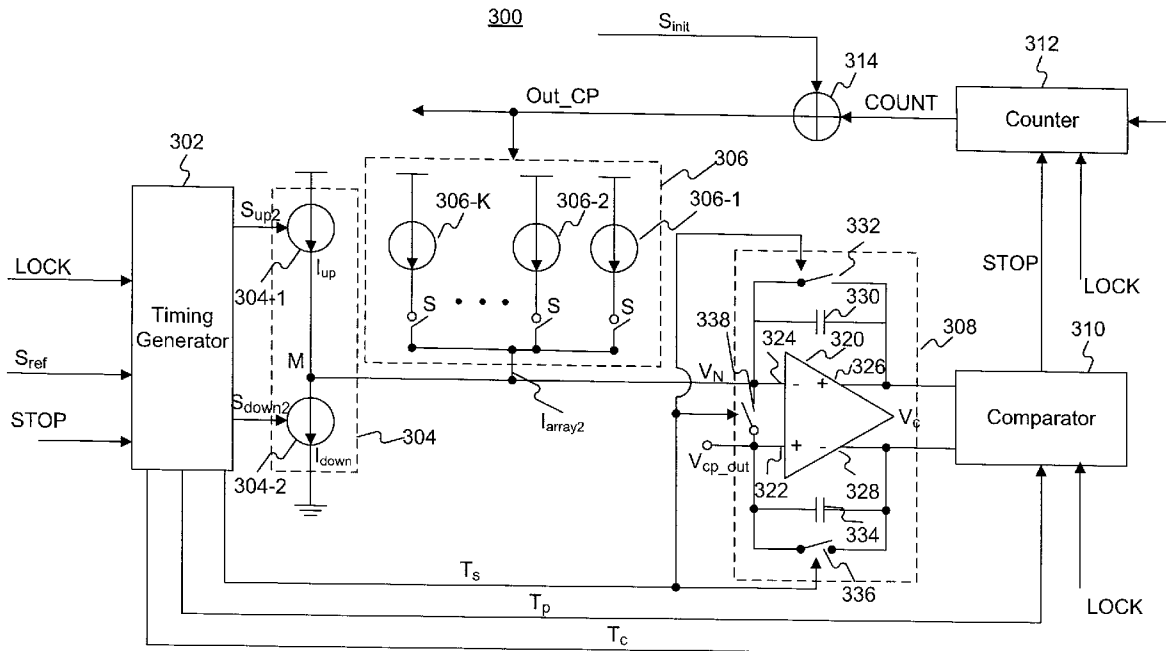 300
S_init
312
314
Out_CP
COUNT
Counter
302
306
S_up2
306-K
306-2
306-1
LOCK
I_up
304-1
S
S
S
332
STOP
LOCK
Timing
Generator
330
308
338
320
310
S_ref
M
V_N
324
-
+
326
S_down2
STOP
I_array2
V_c
Comparator
304
V_cp_out
+
-
I_down
304-2
322
328
334
T_s
336
T_p
LOCK
T_c